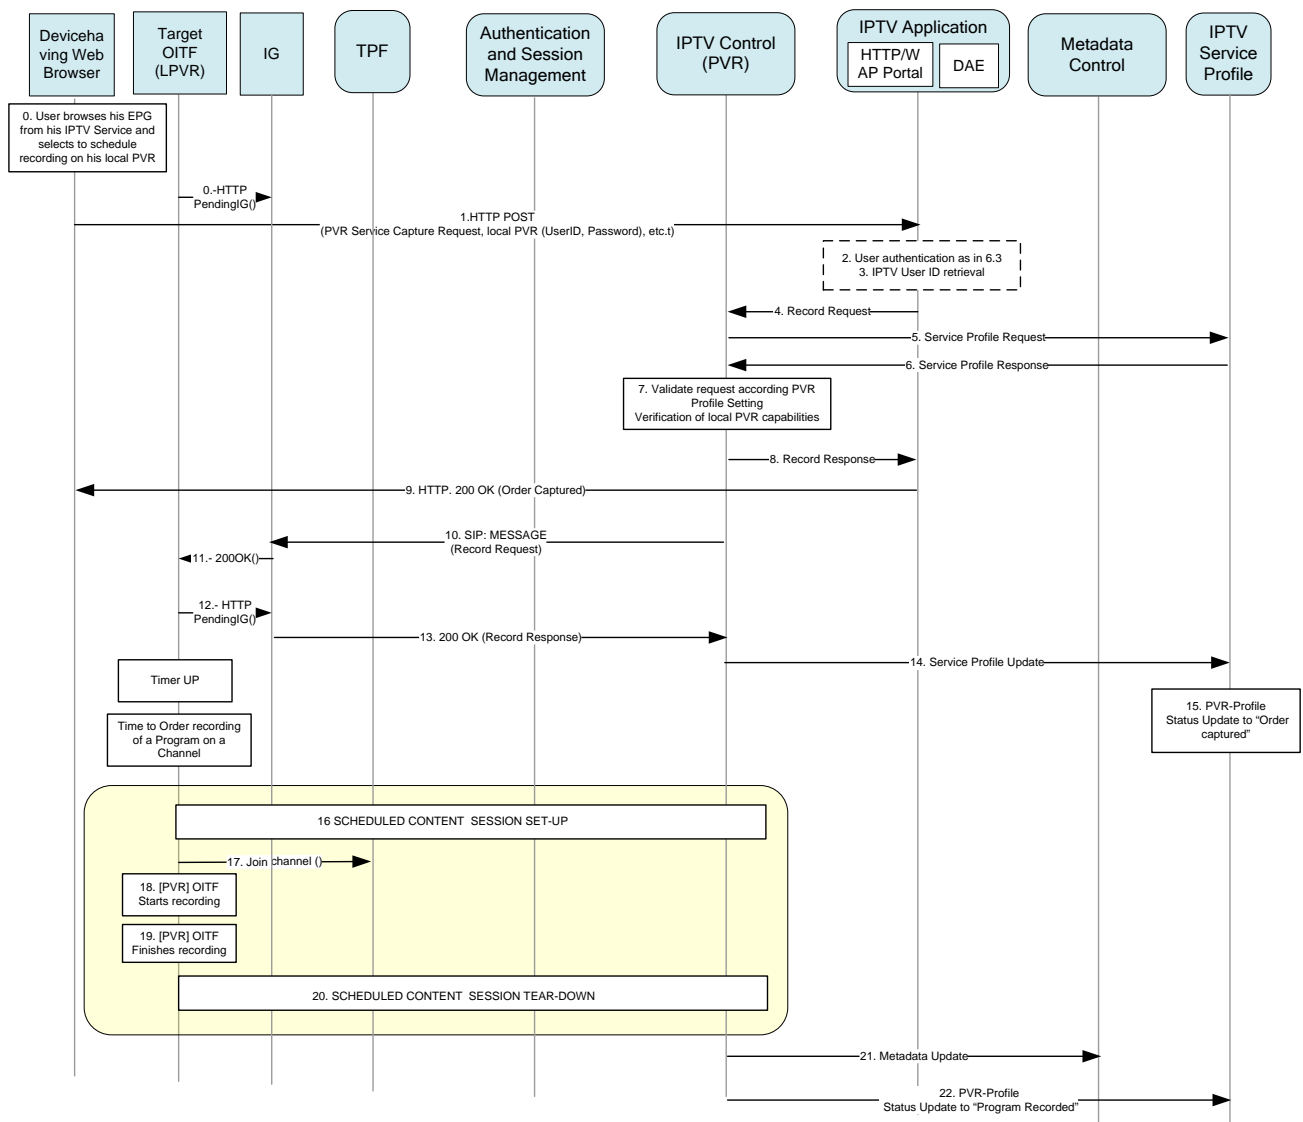 Deviceha
ving Web
Browser
Target
OITF
(LPVR)
IG
TPF
Authentication
and Session
Management
IPTV Control
(PVR)
IPTV Application
HTTP/W
AP Portal
DAE
Metadata
Control
IPTV
Service
Profile
0. User browses his EPG
from his IPTV Service and
selects to schedule
recording on his local PVR
0.-HTTP
PendingIG()
1.HTTP POST
(PVR Service Capture Request, local PVR (UserID, Password), etc.t)
2. User authentication as in 6.3
3. IPTV User ID retrieval
4. Record Request
5. Service Profile Request
6. Service Profile Response
7. Validate request according PVR
Profile Setting
Verification of local PVR capabilities
8. Record Response
9. HTTP. 200 OK (Order Captured)
10. SIP: MESSAGE
(Record Request)
11.- 200OK()
12.- HTTP
PendingIG()
13. 200 OK (Record Response)
14. Service Profile Update
Timer UP
15. PVR-Profile
Status Update to “Order
captured”
Time to Order recording
of a Program on a
Channel
16 SCHEDULED CONTENT SESSION SET-UP
17. Join channel ()
18. [PVR] OITF
Starts recording
19. [PVR] OITF
Finishes recording
20. SCHEDULED CONTENT SESSION TEAR-DOWN
21. Metadata Update
22. PVR-Profile
Status Update to “Program Recorded”